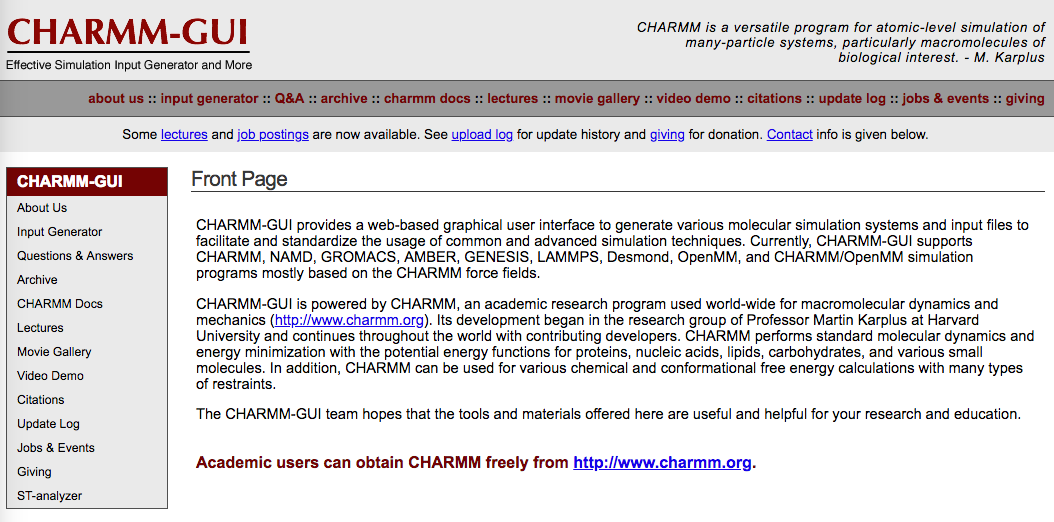 CHARMM-GUI
Effective Simulation Input Generator and More
CHARMM is a versatile program for atomic-level simulation of
many-particle systems, particularly macromolecules of
biological interest. - M. Karplus
about us :: input generator :: Q&A :: archive :: charmm docs :: lectures :: movie gallery :: video demo :: citations :: update log :: jobs & events :: giving
Some lectures and job postings are now available. See upload log for update history and giving for donation. Contact info is given below.
CHARMM-GUI
About Us
Input Generator
Questions & Answers
Archive
CHARMM Docs
Lectures
Movie Gallery
Video Demo
Citations
Update Log
Jobs & Events
Giving
ST-analyzer
Front Page
CHARMM-GUI provides a web-based graphical user interface to generate various molecular simulation systems and input files to
facilitate and standardize the usage of common and advanced simulation techniques. Currently, CHARMM-GUI supports
CHARMM, NAMD, GROMACS, AMBER, GENESIS, LAMMPS, Desmond, OpenMM, and CHARMM/OpenMM simulation
programs mostly based on the CHARMM force fields.
CHARMM-GUI is powered by CHARMM, an academic research program used world-wide for macromolecular dynamics and
mechanics (http://www.charmm.org). Its development began in the research group of Professor Martin Karplus at Harvard
University and continues throughout the world with contributing developers. CHARMM performs standard molecular dynamics and
energy minimization with the potential energy functions for proteins, nucleic acids, lipids, carbohydrates, and various small
molecules. In addition, CHARMM can be used for various chemical and conformational free energy calculations with many types
of restraints.
The CHARMM-GUI team hopes that the tools and materials offered here are useful and helpful for your research and education.
Academic users can obtain CHARMM freely from http://www.charmm.org.